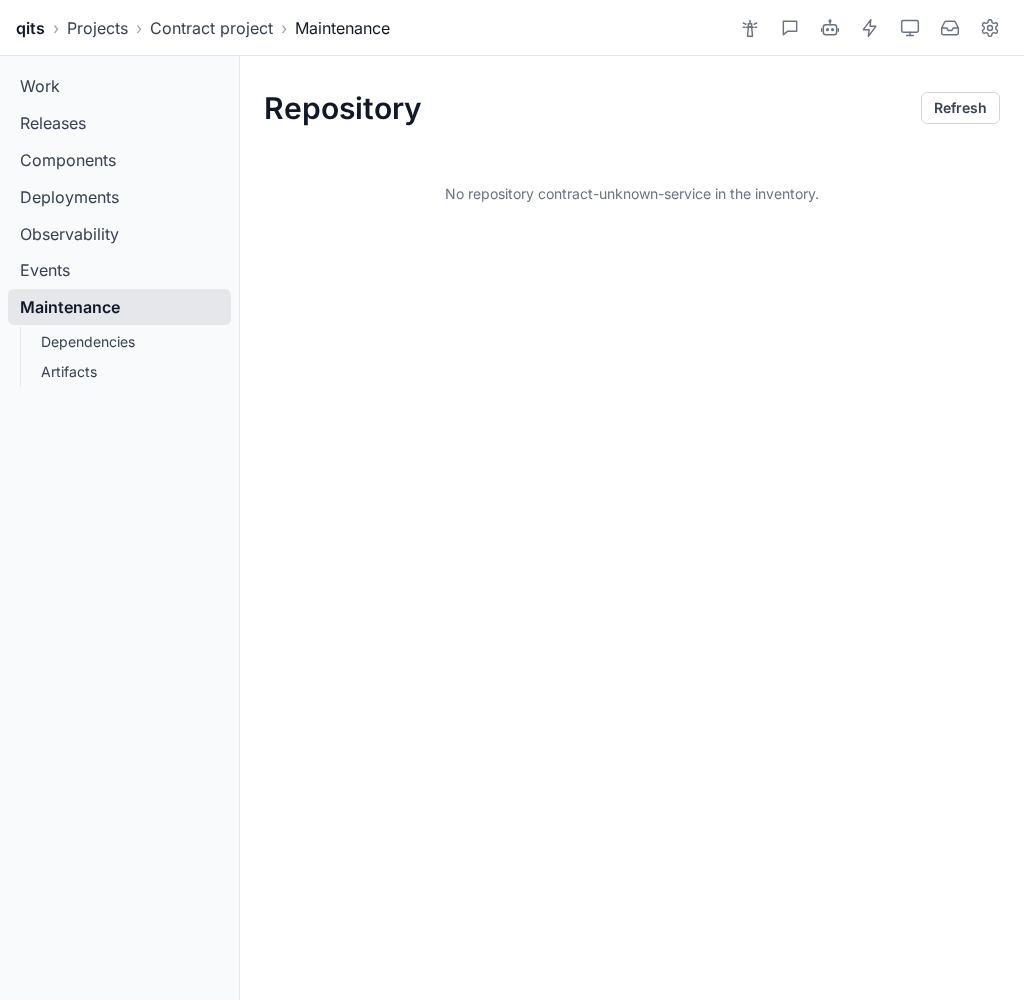 qits › Projects › Contract project › Maintenance
Work
Releases
Components
Deployments
Observability
Events
Maintenance
Dependencies
Artifacts
Repository
Refresh
No repository contract-unknown-service in the inventory.